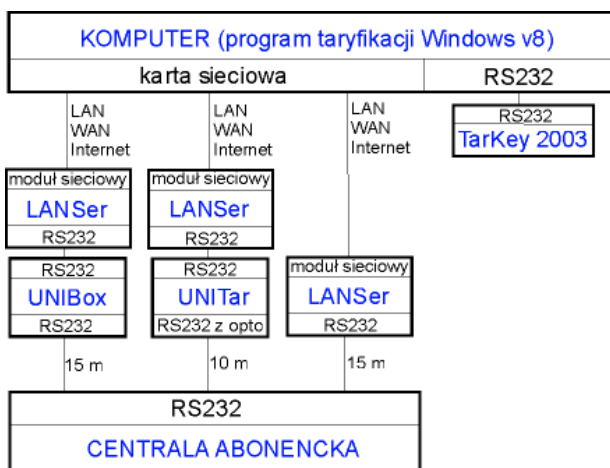 KOMPUTER (program taryfikacji Windows v8)
karta sieciowa
RS232
LAN
WAN
Internet
LAN
WAN
Internet
LAN
WAN
Internet
RS232
TarKey 2003
moduł sieciowy
LANSer
RS232
moduł sieciowy
LANSer
RS232
RS232
UNIBox
RS232
RS232
UNITar
RS232 z opto
moduł sieciowy
LANSer
RS232
15 m
10 m
15 m
RS232
CENTRALA ABONENCKA